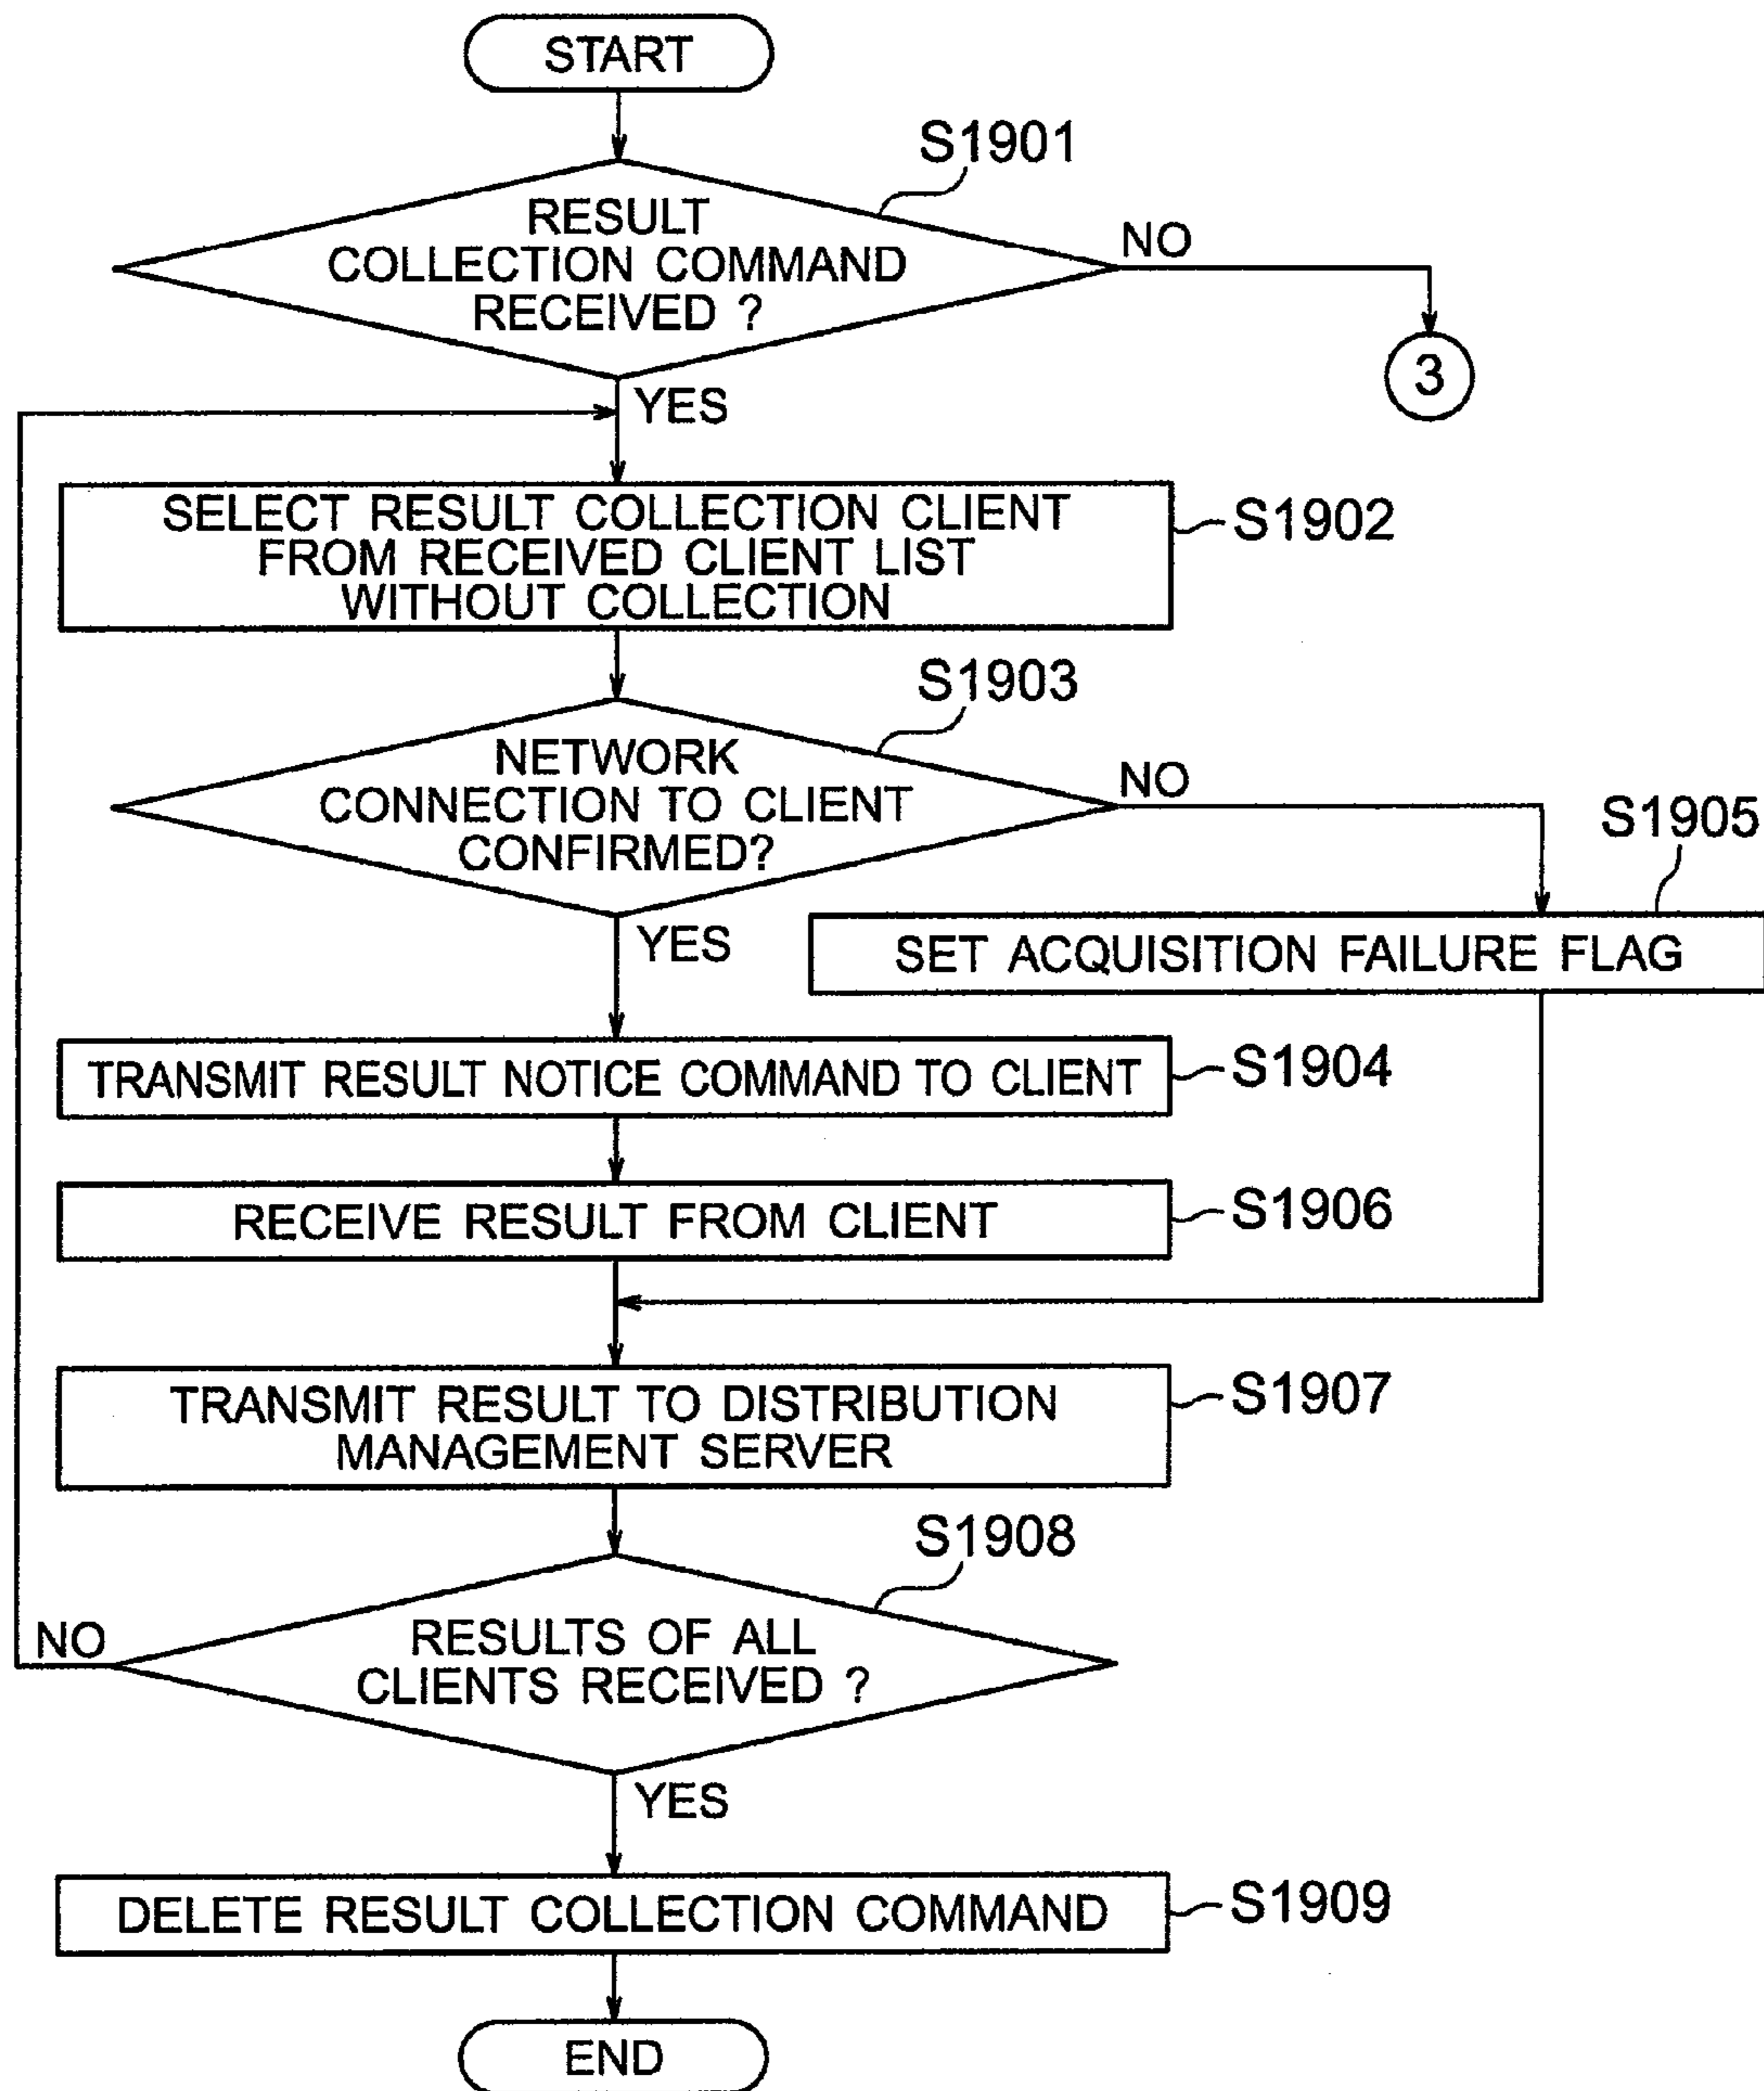 START
S1901
RESULT
COLLECTION COMMAND
RECEIVED ?
NO
3
YES
SELECT RESULT COLLECTION CLIENT
FROM RECEIVED CLIENT LIST
WITHOUT COLLECTION
S1902
S1903
NETWORK
CONNECTION TO CLIENT
CONFIRMED?
NO
S1905
YES
SET ACQUISITION FAILURE FLAG
TRANSMIT RESULT NOTICE COMMAND TO CLIENT
S1904
RECEIVE RESULT FROM CLIENT
S1906
TRANSMIT RESULT TO DISTRIBUTION
MANAGEMENT SERVER
S1907
S1908
NO
RESULTS OF ALL
CLIENTS RECEIVED ?
YES
DELETE RESULT COLLECTION COMMAND
S1909
END